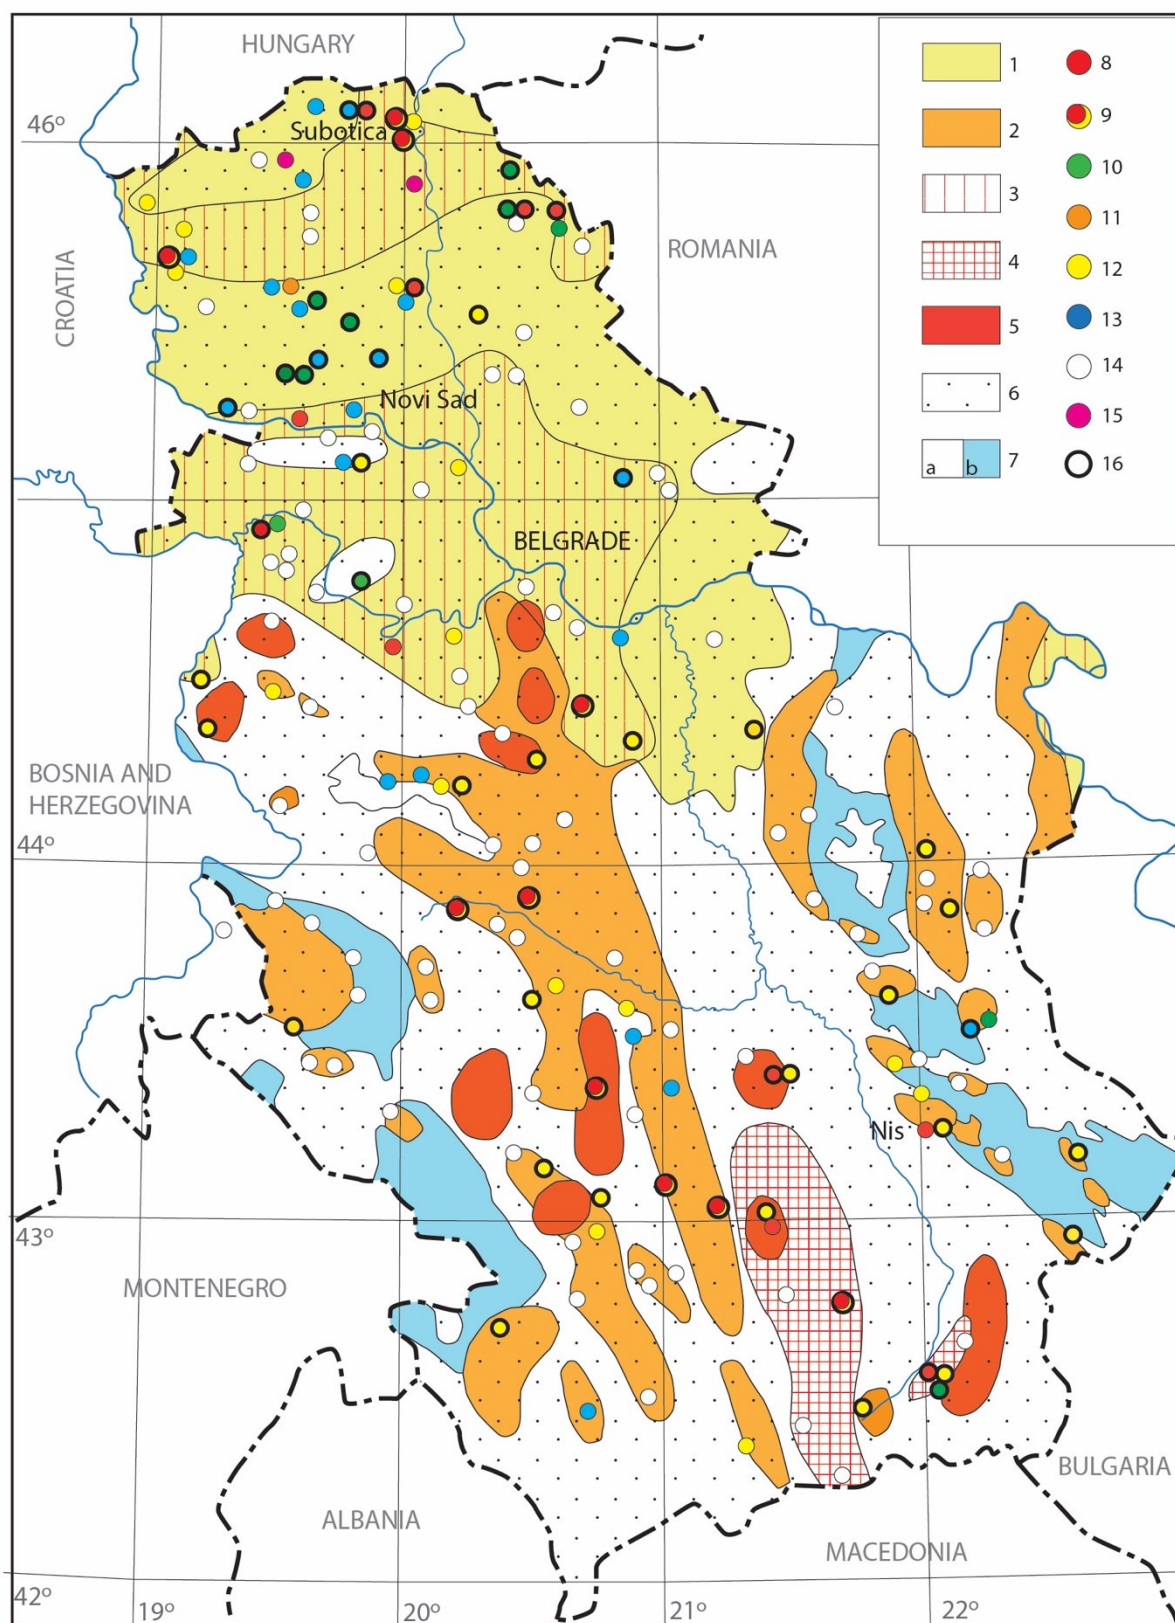 HUNGARY
46°
Subotica
ROMANIA
CROATIA
Novi Sad
BELGRADE
BOSNIA AND
HERZEGOVINA
44°
Nis
43°
MONTENEGRO
BULGARIA
ALBANIA
MACEDONIA
42°
19°
20°
21°
22°
1
2
3
4
5
6
a b 7
8
9
10
11
12
13
14
15
16